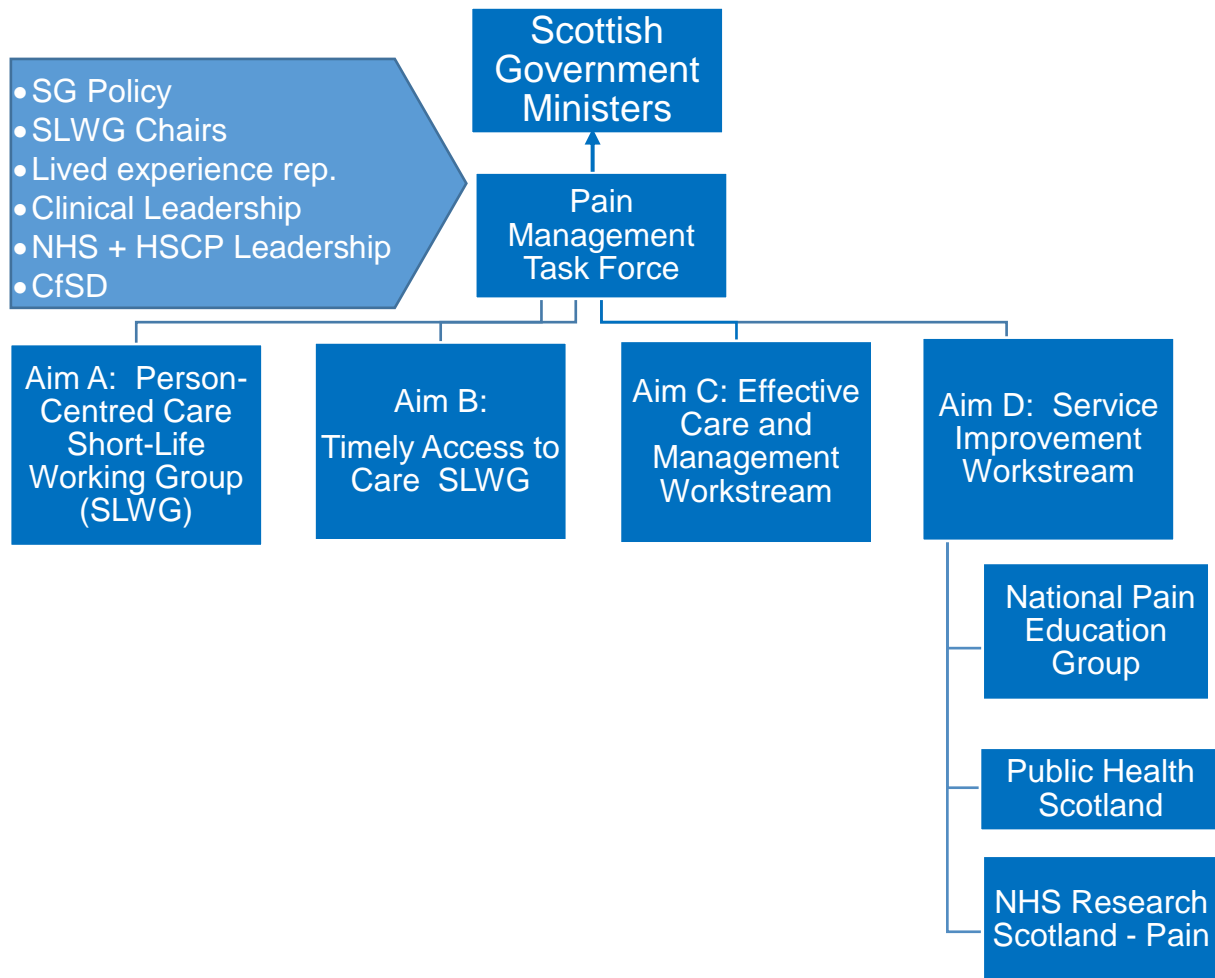 Scottish
Government
Ministers
• SG Policy
• SLWG Chairs
• Lived experience rep.
• Clinical Leadership
• NHS + HSCP Leadership
• CfSD
Pain
Management
Task Force
Aim A: Person-
Centred Care
Short-Life
Working Group
(SLWG)
Aim B:
Timely Access to
Care SLWG
Aim C: Effective
Care and
Management
Workstream
Aim D: Service
Improvement
Workstream
National Pain
Education
Group
Public Health
Scotland
NHS Research
Scotland - Pain